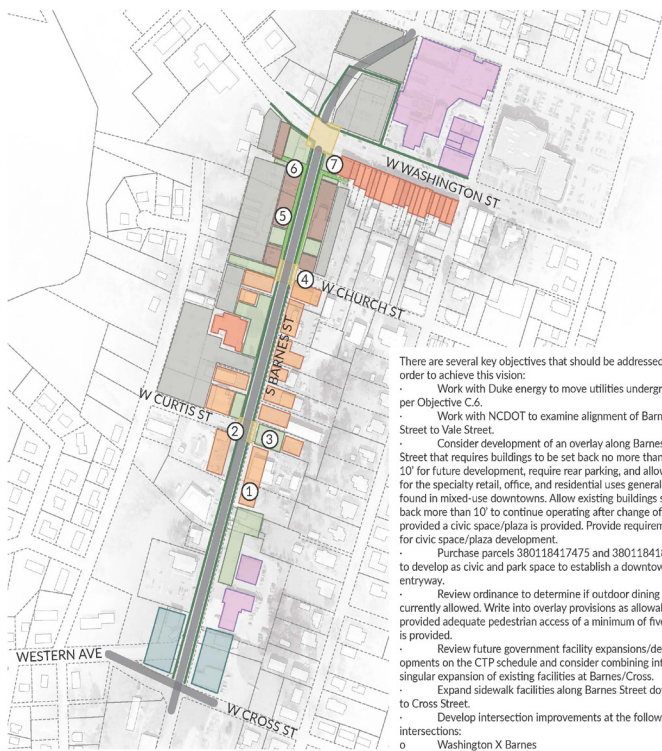 W WASHINGTON ST
7
6
5
4
W CHURCH ST
S BARNES ST
W CURTIS ST
2
3
1
WESTERN AVE
W CROSS ST
There are several key objectives that should be addressed
order to achieve this vision:
· Work with Duke energy to move utilities undergr
per Objective C.6.
· Work with NCDOT to examine alignment of Barn
Street to Vale Street.
· Consider development of an overlay along Barnes
Street that requires buildings to be set back no more than
10’ for future development, require rear parking, and allow
for the specialty retail, office, and residential uses general
found in mixed-use downtowns. Allow existing buildings s
back more than 10’ to continue operating after change of
provided a civic space/plaza is provided. Provide requirem
for civic space/plaza development.
· Purchase parcels 380118417475 and 380118418
to develop as civic and park space to establish a downtow
entryway.
· Review ordinance to determine if outdoor dining
currently allowed. Write into overlay provisions as allowab
provided adequate pedestrian access of a minimum of five
is provided.
· Review future government facility expansions/de
opments on the CTP schedule and consider combining int
singular expansion of existing facilities at Barnes/Cross.
· Expand sidewalk facilities along Barnes Street dov
to Cross Street.
· Develop intersection improvements at the follow
intersections:
o Washington X Barnes